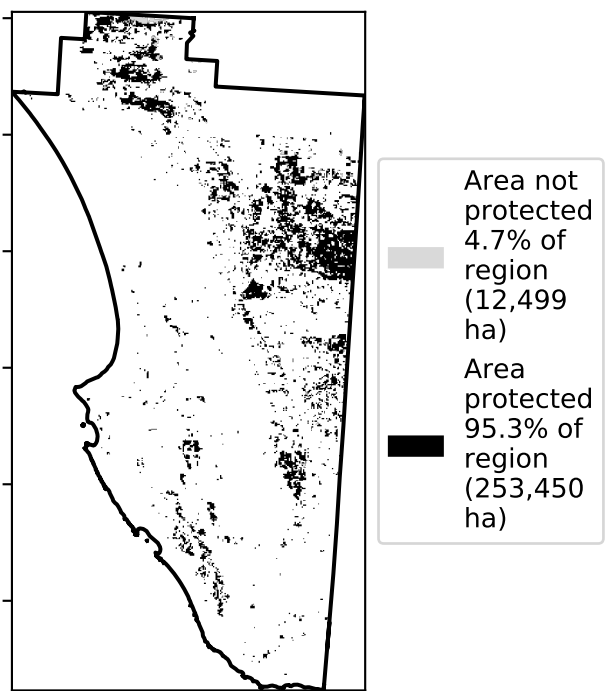 Area not
protected
4.7% of
region
(12,499
ha)
Area
protected
95.3% of
region
(253,450
ha)